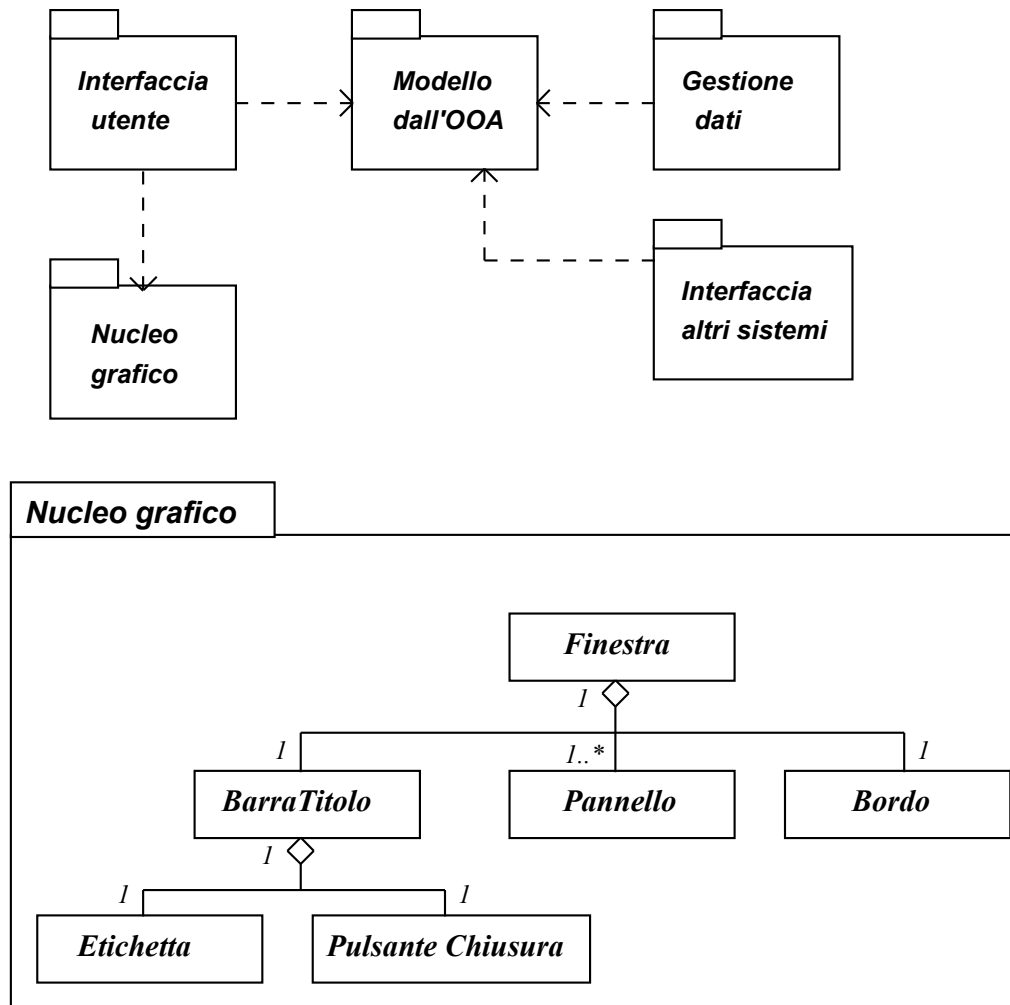 Interfaccia
utente
Modello
dall'OOA
Gestione
dati
Interfaccia
altri sistemi
Nucleo
grafico
Nucleo grafico
Finestra
1
1
1..*
1
BarraTitolo
Pannello
Bordo
1
1
1
Etichetta
Pulsante Chiusura